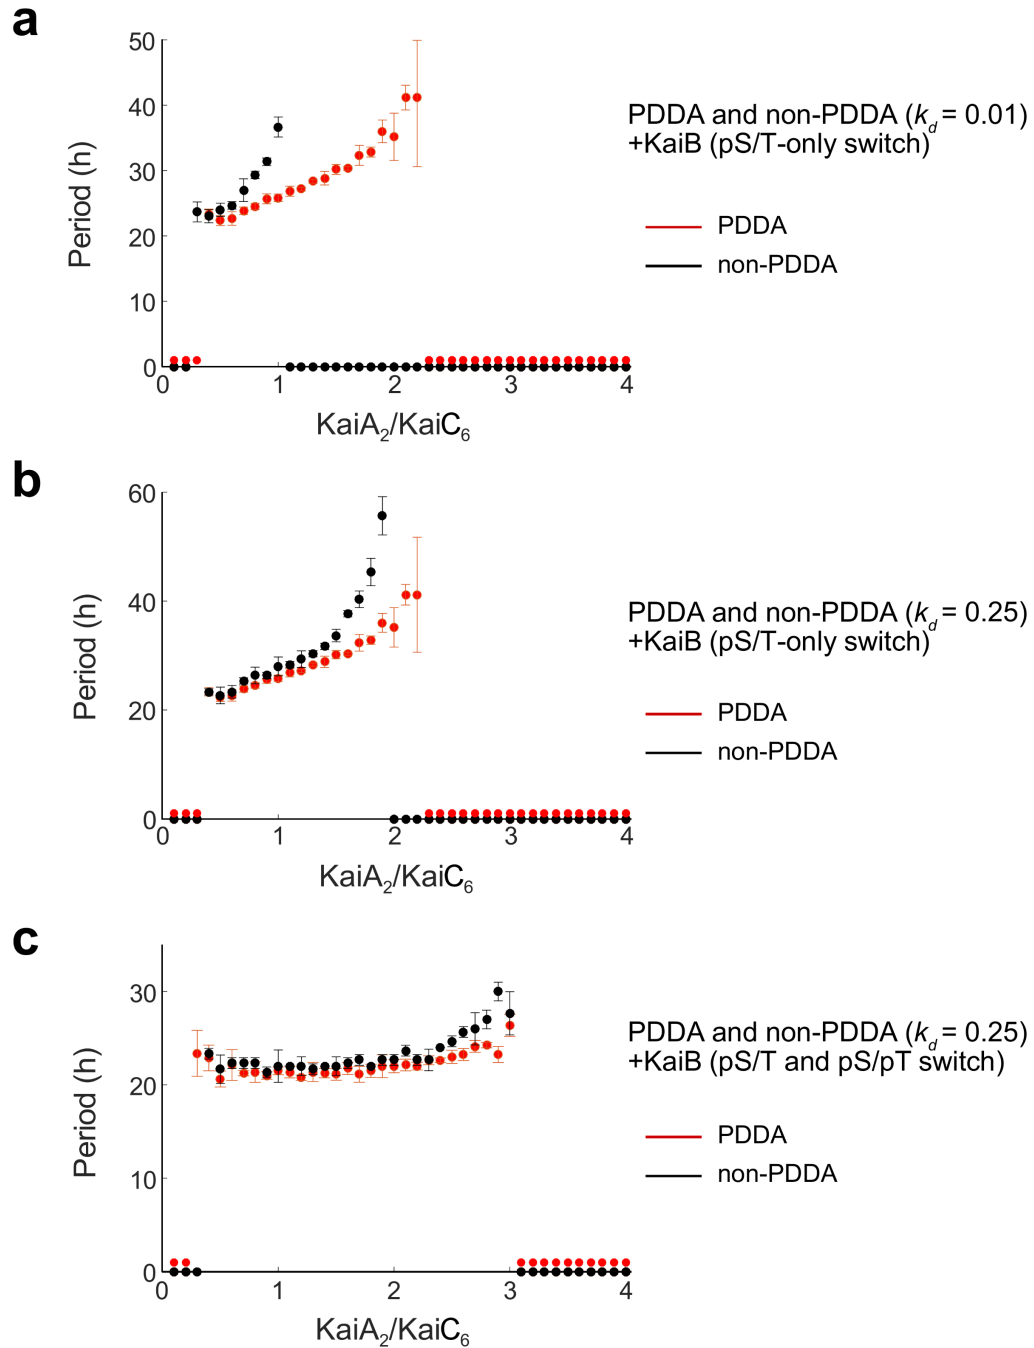 a
50
40
30
20
10
0
Period (h)
0
1
2
3
4
KaiA2/KaiC6
PDDA and non-PDDA (kd = 0.01)
+KaiB (pS/T-only switch)
PDDA
non-PDDA
b
60
40
20
0
Period (h)
0
1
2
3
4
KaiA2/KaiC6
PDDA and non-PDDA (kd = 0.25)
+KaiB (pS/T-only switch)
PDDA
non-PDDA
c
30
20
10
0
Period (h)
0
1
2
3
4
KaiA2/KaiC6
PDDA and non-PDDA (kd = 0.25)
+KaiB (pS/T and pS/pT switch)
PDDA
non-PDDA